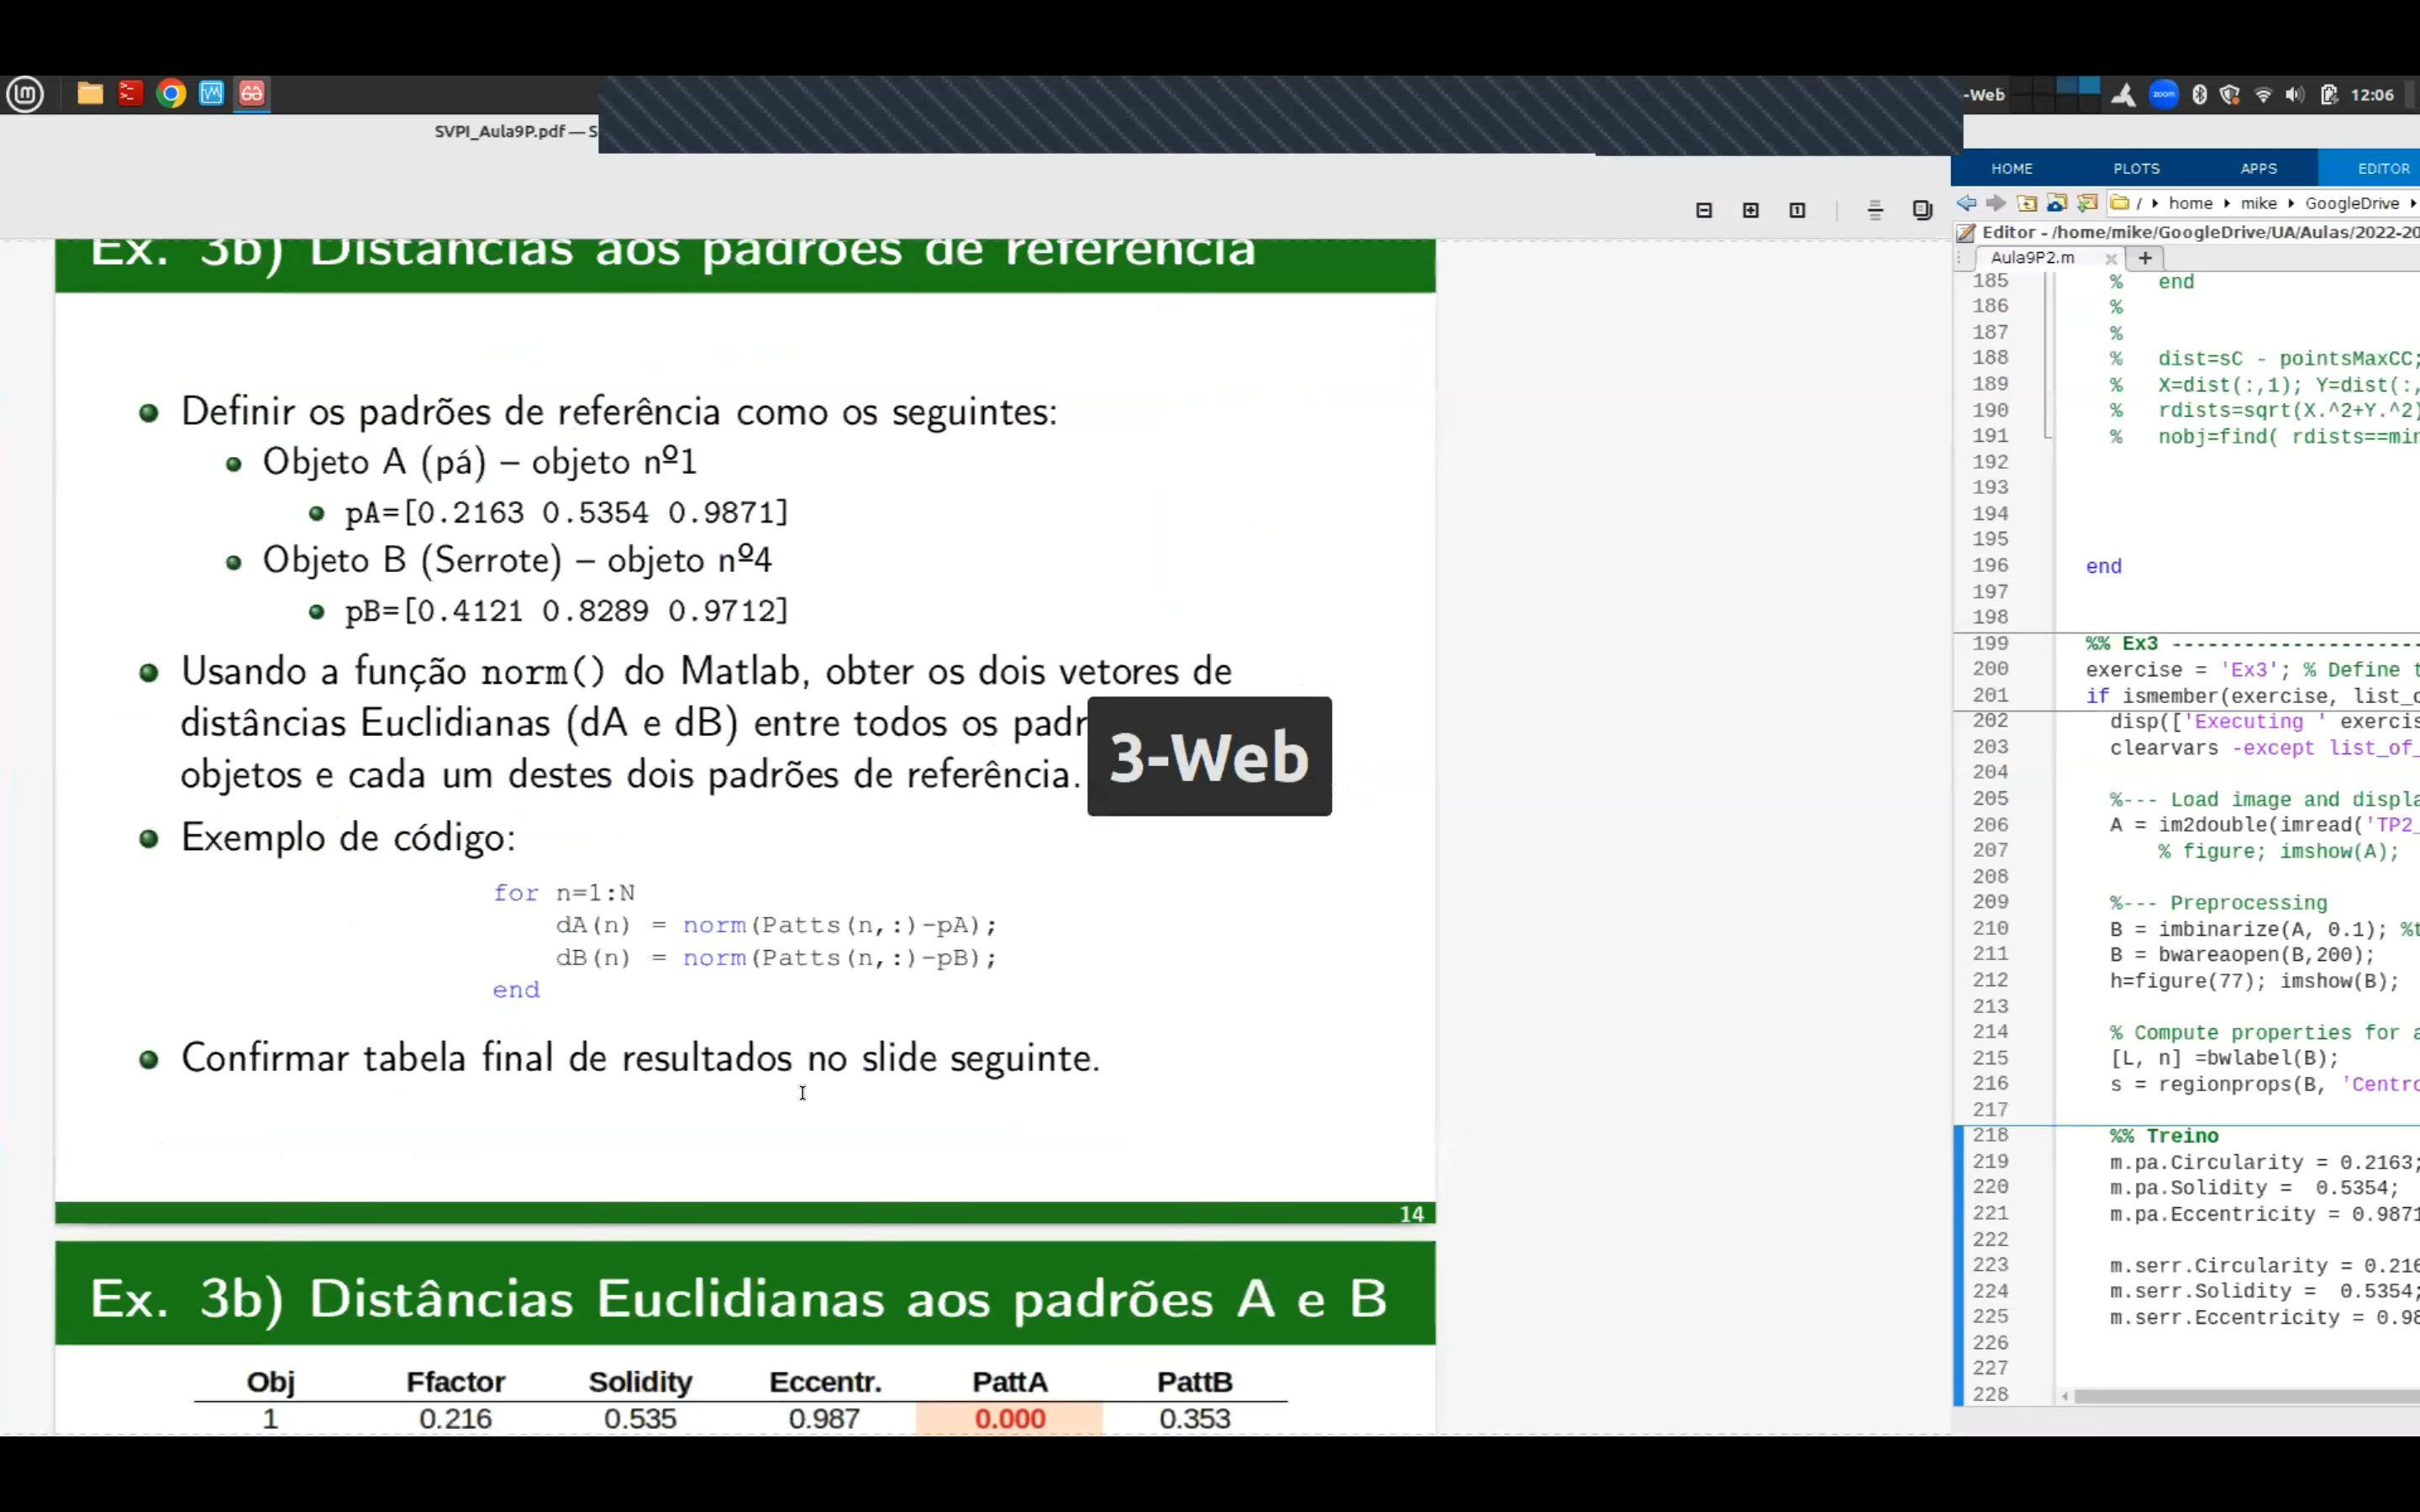 -Web
zoom
12:06
SVPI_Aula9P.pdf — S
Ex. 3b) Distâncias aos padrões de referência
Definir os padrões de referência como os seguintes:
Objeto A (pá) – objeto nº1
pA=[0.2163 0.5354 0.9871]
Objeto B (Serrote) – objeto nº4
pB=[0.4121 0.8289 0.9712]
Usando a função norm() do Matlab, obter os dois vetores de
distâncias Euclidianas (dA e dB) entre todos os padr
objetos e cada um destes dois padrões de referência.
3-Web
Exemplo de código:
for n=1:N
dA(n) = norm(Patts(n,:)-pA);
dB(n) = norm(Patts(n,:)-pB);
end
Confirmar tabela final de resultados no slide seguinte.
14
Ex. 3b) Distâncias Euclidianas aos padrões A e B
Obj Ffactor Solidity Eccentr. PattA PattB
1 0.216 0.535 0.987 0.000 0.353
HOME PLOTS APPS EDITOR
/ home mike GoogleDrive
Editor - /home/mike/GoogleDrive/UA/Aulas/2022-20
Aula9P2.m
185 % end
186 %
187 %
188 % dist=sC - pointsMaxCC;
189 % X=dist(:,1); Y=dist(:,
190 % rdists=sqrt(X.^2+Y.^2)
191 % nobj=find( rdists==min
192
193
194
195
196 end
197
198
199 %% Ex3 -----------------------
200 exercise = 'Ex3'; % Define t
201 if ismember(exercise, list_o
202 disp(['Executing ' exercis
203 clearvars -except list_of_
204
205 %--- Load image and displa
206 A = im2double(imread('TP2_
207 % figure; imshow(A);
208
209 %--- Preprocessing
210 B = imbinarize(A, 0.1); %t
211 B = bwareaopen(B,200);
212 h=figure(77); imshow(B);
213
214 % Compute properties for a
215 [L, n] =bwlabel(B);
216 s = regionprops(B, 'Centro
217
218 %% Treino
219 m.pa.Circularity = 0.2163;
220 m.pa.Solidity = 0.5354;
221 m.pa.Eccentricity = 0.9871
222
223 m.serr.Circularity = 0.216
224 m.serr.Solidity = 0.5354;
225 m.serr.Eccentricity = 0.98
226
227
228